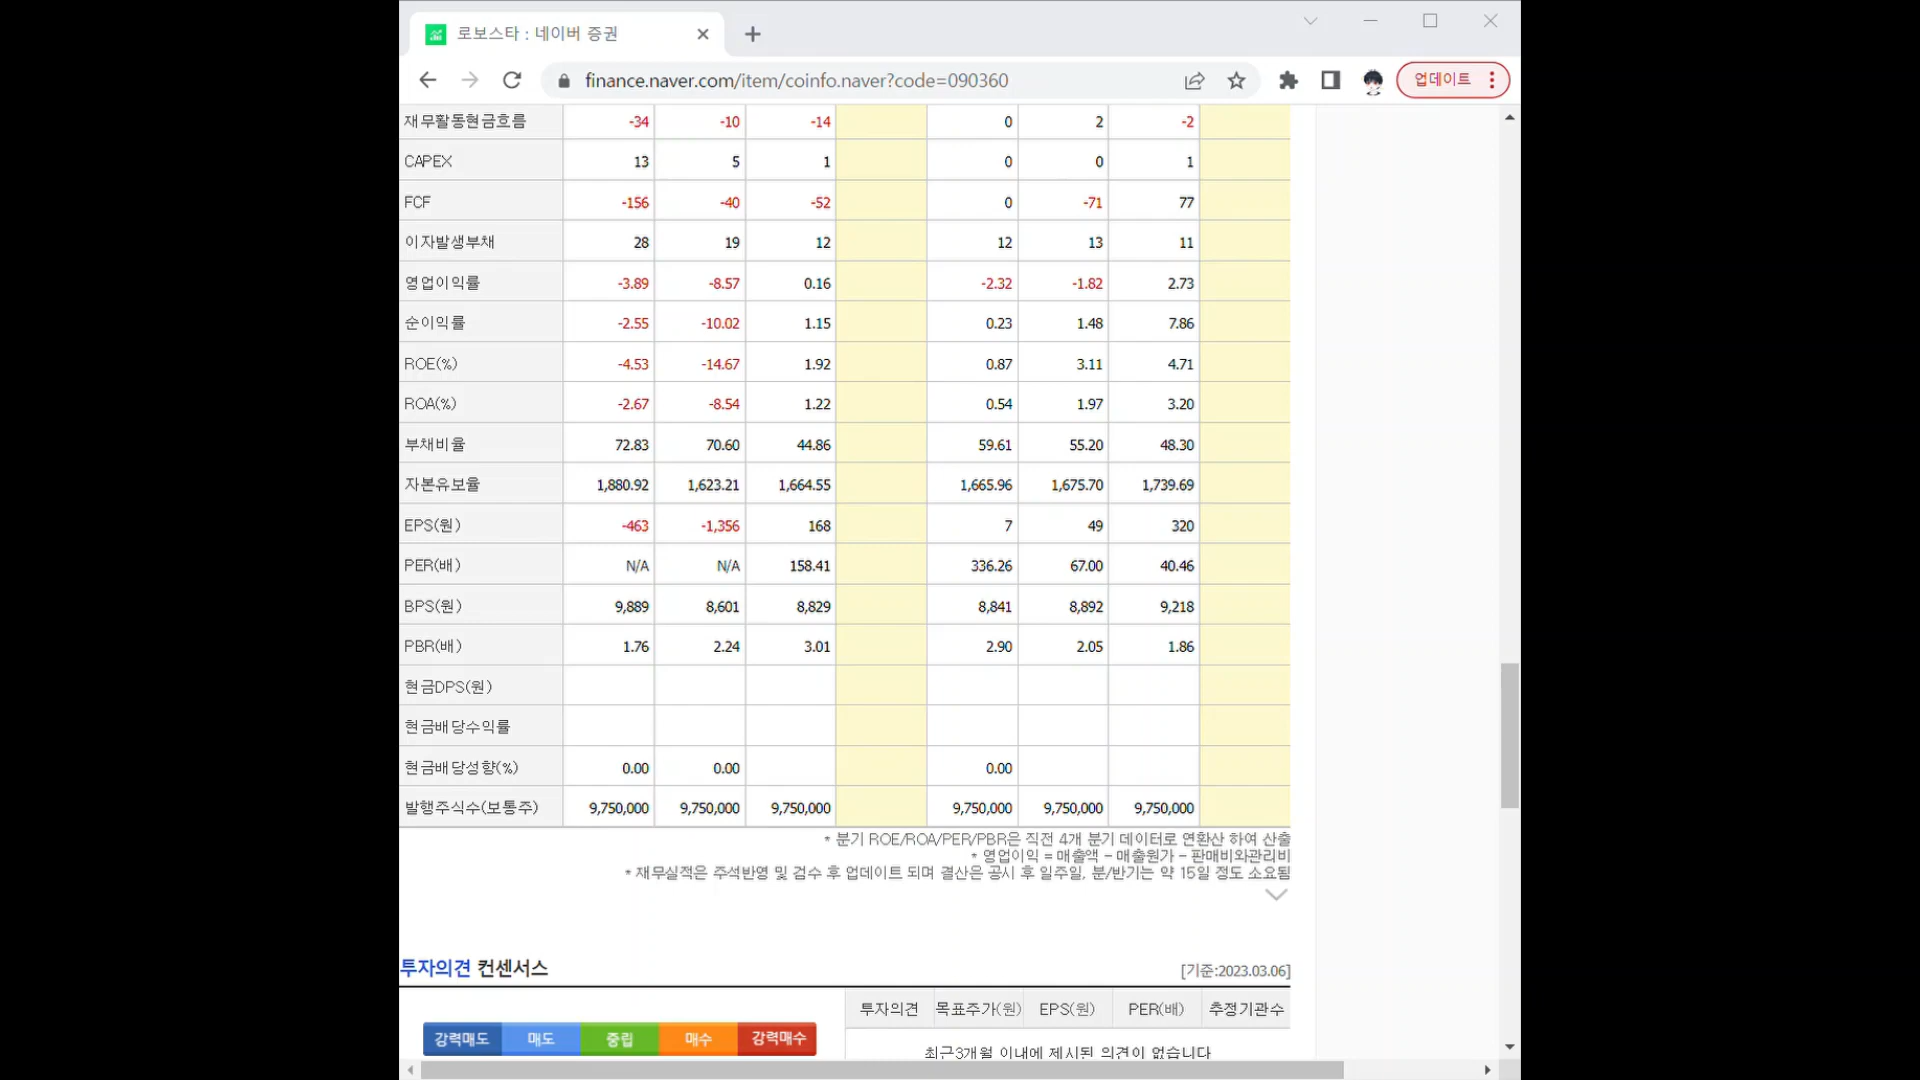 로보스타 : 네이버 증권
finance.naver.com/item/coinfo.naver?code=090360
업데이트
재무활동현금흐름 -34 -10 -14 0 2 -2
CAPEX 13 5 1 0 0 1
FCF -156 -40 -52 0 -71 77
이자발생부채 28 19 12 12 13 11
영업이익률 -3.89 -8.57 0.16 -2.32 -1.82 2.73
순이익률 -2.55 -10.02 1.15 0.23 1.48 7.86
ROE(%) -4.53 -14.67 1.92 0.87 3.11 4.71
ROA(%) -2.67 -8.54 1.22 0.54 1.97 3.20
부채비율 72.83 70.60 44.86 59.61 55.20 48.30
자본유보율 1,880.92 1,623.21 1,664.55 1,665.96 1,675.70 1,739.69
EPS(원) -463 -1,356 168 7 49 320
PER(배) N/A N/A 158.41 336.26 67.00 40.46
BPS(원) 9,889 8,601 8,829 8,841 8,892 9,218
PBR(배) 1.76 2.24 3.01 2.90 2.05 1.86
현금DPS(원)
현금배당수익률
현금배당성향(%) 0.00 0.00 0.00
발행주식수(보통주) 9,750,000 9,750,000 9,750,000 9,750,000 9,750,000 9,750,000
* 분기 ROE/ROA/PER/PBR은 직전 4개 분기 데이터로 연환산 하여 산출
* 영업이익 = 매출액 - 매출원가 - 판매비와관리비
* 재무실적은 주석반영 및 검수 후 업데이트 되며 결산은 공시 후 일주일, 분/반기는 약 15일 정도 소요됨
투자의견 컨센서스 [기준:2023.03.06]
투자의견 목표주가(원) EPS(원) PER(배) 추정기관수
강력매도 매도 중립 매수 강력매수
최근3개월 이내에 제시된 의견이 없습니다